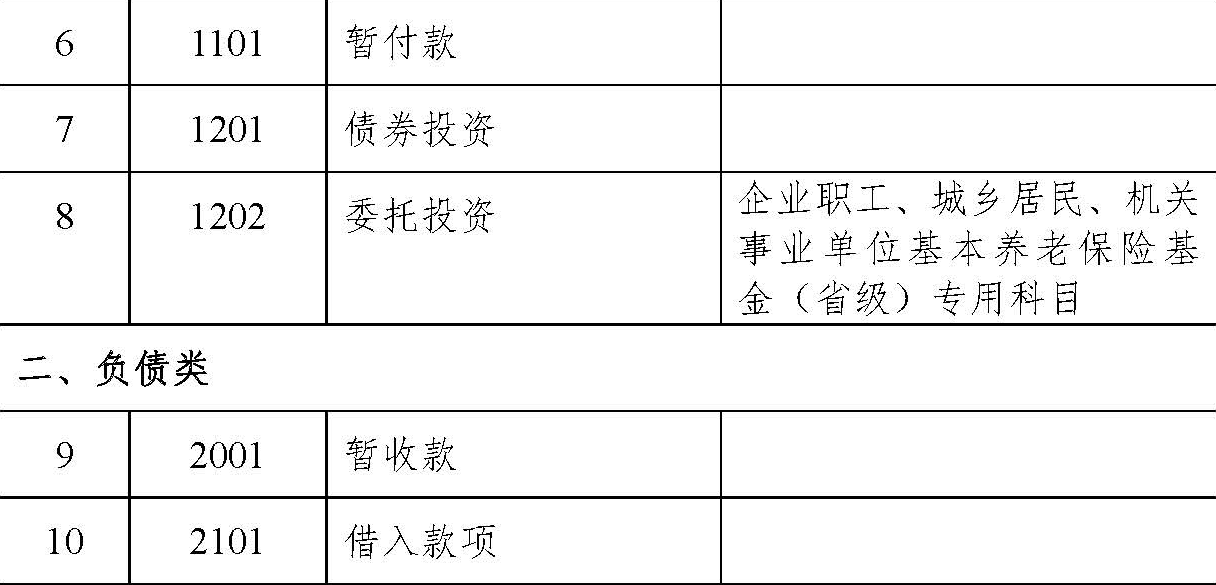 6 1101 暂付款
7 1201 债券投资
8 1202 委托投资 企业职工、城乡居民、机关
事业单位基本养老保险基
金（省级）专用科目
二、负债类
9 2001 暂收款
10 2101 借入款项